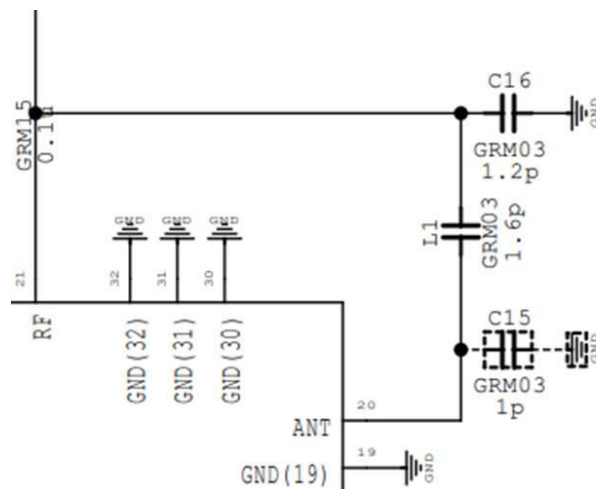 C16
GND
GRM03
1.2p
GRM15
0.1u
L1
GRM03
1.6p
GND
GND
GND
21
32
31
30
C15
GND
GRM03
1p
RF
GND(32)
GND(31)
GND(30)
ANT
20
GND(19)
19
GND